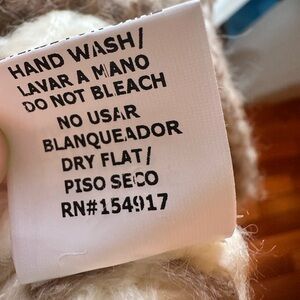 HAND WASH/
LAVAR A MANO
DO NOT BLEACH
NO USAR
BLANQUEADOR
DRY FLAT/
PISO SECO
RN#154917